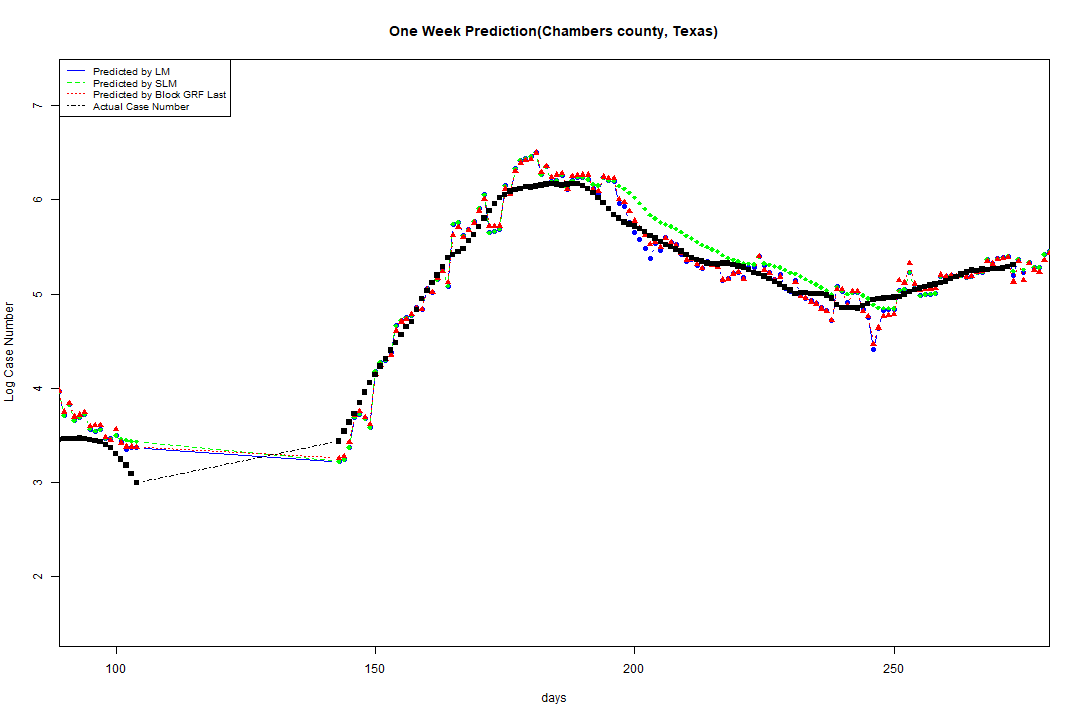 One Week Prediction(Chambers county, Texas)
Predicted by LM
Predicted by SLM
Predicted by Block GRF Last
Actual Case Number
7
6
5
4
3
2
Log Case Number
100 150 200 250
days